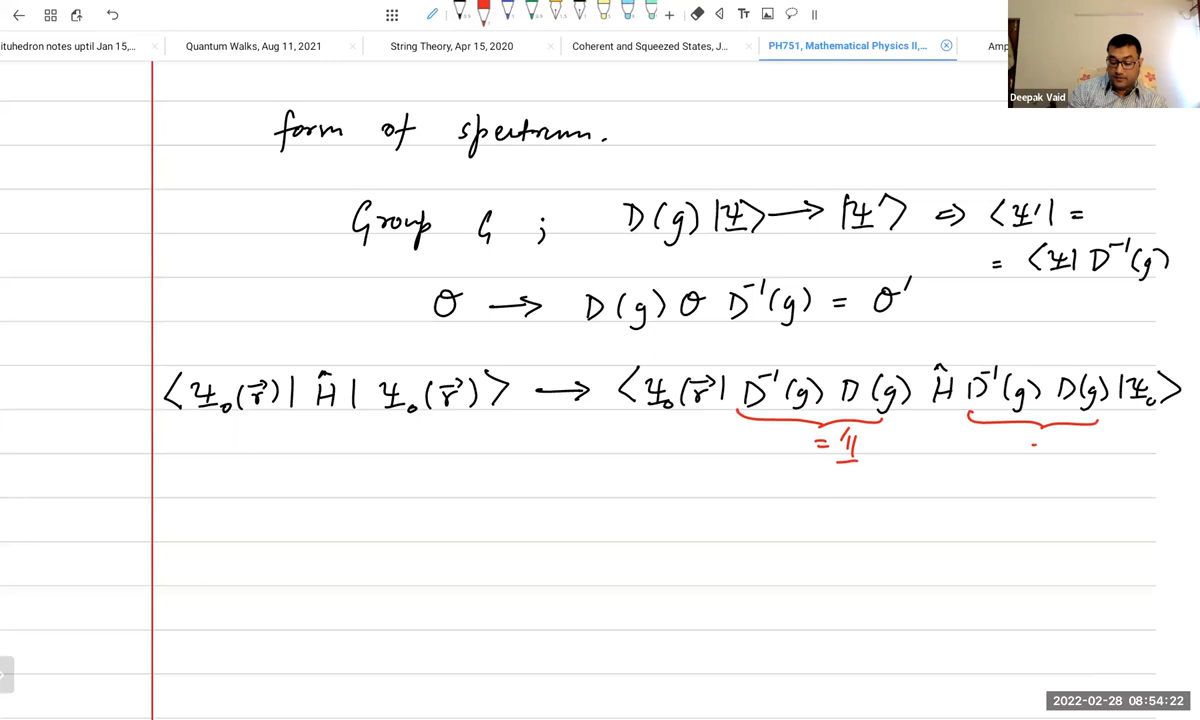 ituhedron notes uptil Jan 15,...
Quantum Walks, Aug 11, 2021
String Theory, Apr 15, 2020
Coherent and Squeezed States, J...
PH751, Mathematical Physics II,...
Amp
Deepak Vaid
form of spectrum.
Group G ; D(g) |Ψ⟩ → |Ψ'⟩ ⇒ ⟨Ψ'| =
= ⟨Ψ| D⁻¹(g)
O → D(g) O D⁻¹(g) = O'
⟨Ψ₀(r⃗)| Ĥ | Ψ₀(r⃗)⟩ → ⟨Ψ₀(r⃗)| D⁻¹(g) D(g) Ĥ D⁻¹(g) D(g) |Ψ₀⟩
= 𝟙
2022-02-28 08:54:22